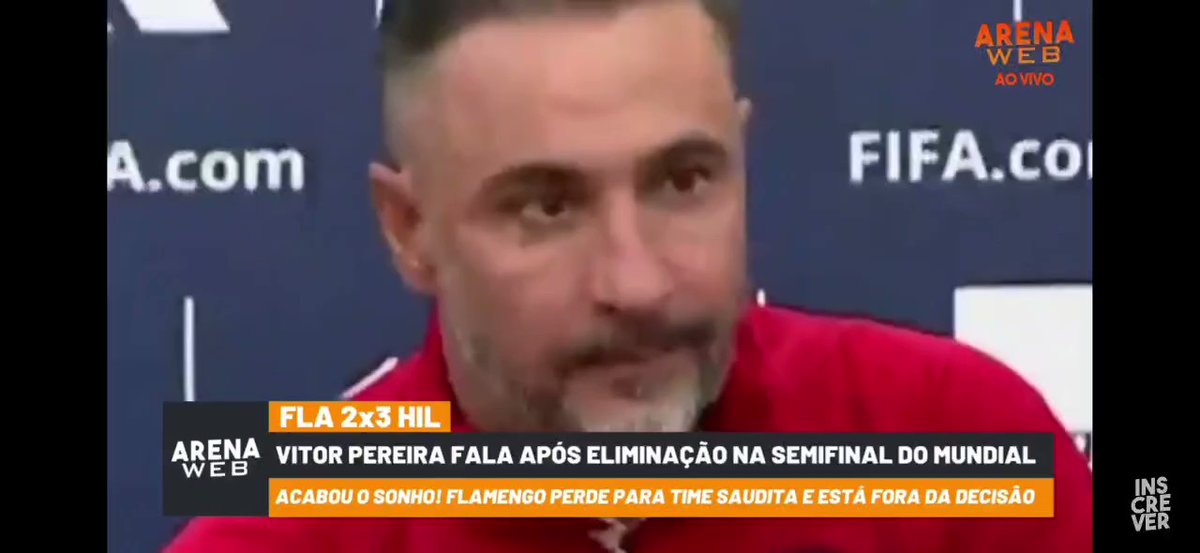 ARENA
WEB
AO VIVO
A.com
FIFA.co
FLA 2x3 HIL
ARENA
WEB
VITOR PEREIRA FALA APÓS ELIMINAÇÃO NA SEMIFINAL DO MUNDIAL
ACABOU O SONHO! FLAMENGO PERDE PARA TIME SAUDITA E ESTÁ FORA DA DECISÃO
INS
CRE
VER